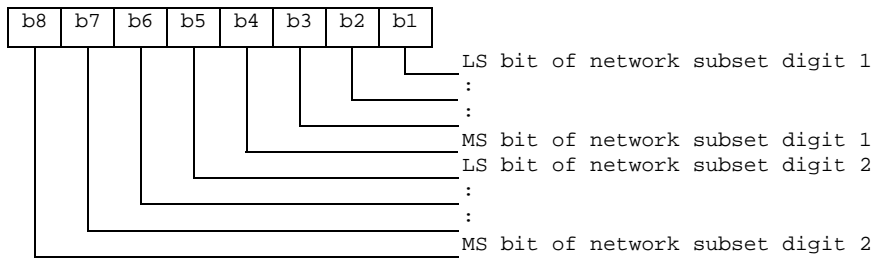 b8 b7 b6 b5 b4 b3 b2 b1
LS bit of network subset digit 1
:
:
MS bit of network subset digit 1
LS bit of network subset digit 2
:
:
MS bit of network subset digit 2